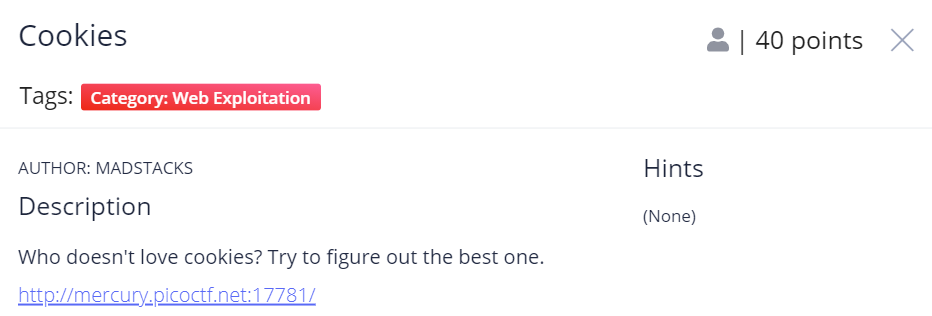 Cookies
| 40 points
Tags: Category: Web Exploitation
AUTHOR: MADSTACKS
Description
Who doesn't love cookies? Try to figure out the best one.
http://mercury.picoctf.net:17781/
Hints
(None)